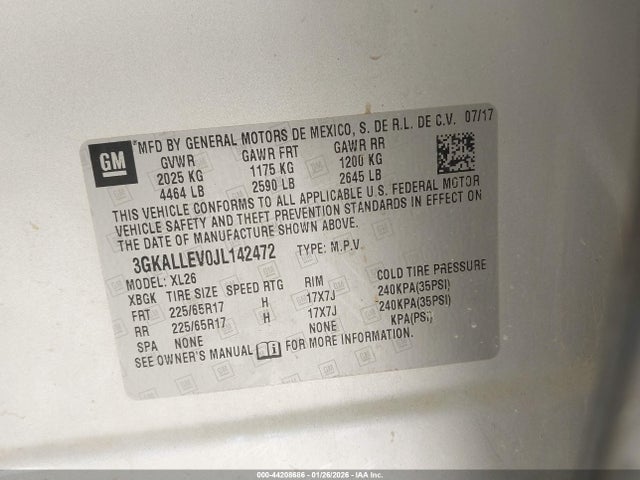 GM
MFD BY GENERAL MOTORS DE MEXICO, S. DE R.L. DE C.V. 07/17
GVWR GAWR FRT GAWR RR
2025 KG 1175 KG 1200 KG
4464 LB 2590 LB 2645 LB
THIS VEHICLE CONFORMS TO ALL APPLICABLE U.S. FEDERAL MOTOR
VEHICLE SAFETY AND THEFT PREVENTION STANDARDS IN EFFECT ON
THE DATE OF MANUFACTURE SHOWN ABOVE.
3GKALLEV0JL142472 TYPE: M.P.V.
MODEL: XL26
XBGK TIRE SIZE SPEED RTG RIM COLD TIRE PRESSURE
FRT 225/65R17 H 17X7J 240KPA(35PSI)
RR 225/65R17 H 17X7J 240KPA(35PSI)
SPA NONE NONE KPA(PSI)
SEE OWNER'S MANUAL FOR MORE INFORMATION.
000-44208686 - 01/26/2026 - IAA Inc.